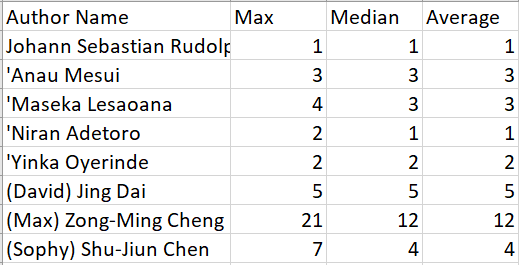 Author Name Max Median Average
Johann Sebastian Rudolp 1 1 1
'Anau Mesui 3 3 3
'Maseka Lesaoana 4 3 3
'Niran Adetoro 2 1 1
'Yinka Oyerinde 2 2 2
(David) Jing Dai 5 5 5
(Max) Zong-Ming Cheng 21 12 12
(Sophy) Shu-Jiun Chen 7 4 4